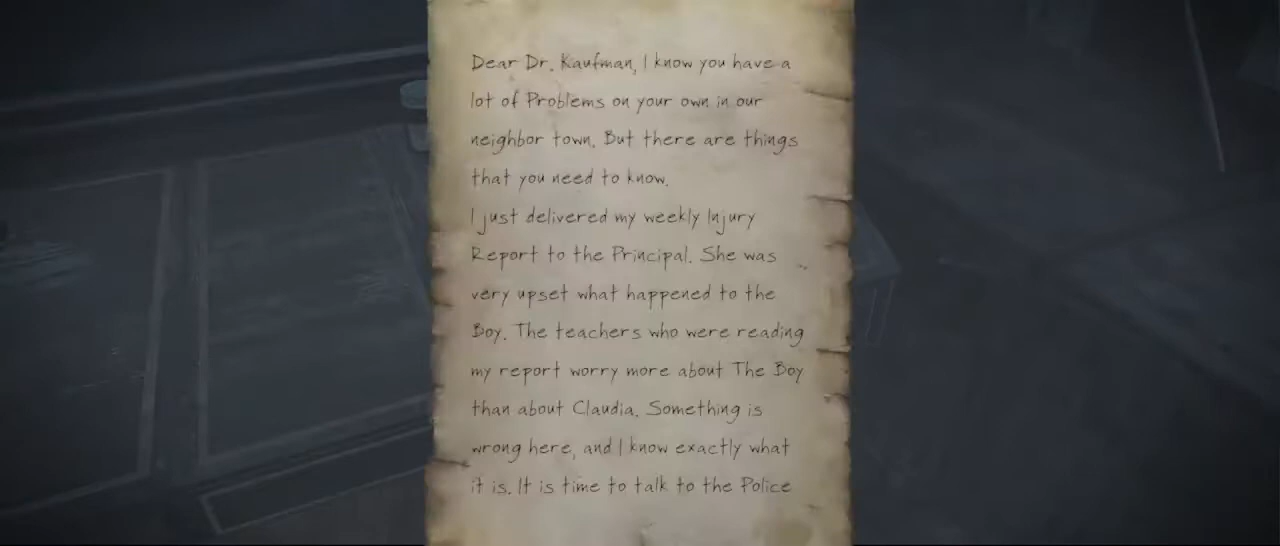 Dear Dr. Kaufman, I know you have a
lot of Problems on your own in our
neighbor town. But there are things
that you need to know.
I just delivered my weekly Injury
Report to the Principal. She was
very upset what happened to the
Boy. The teachers who were reading
my report worry more about The Boy
than about Claudia. Something is
wrong here, and I know exactly what
it is. It is time to talk to the Police